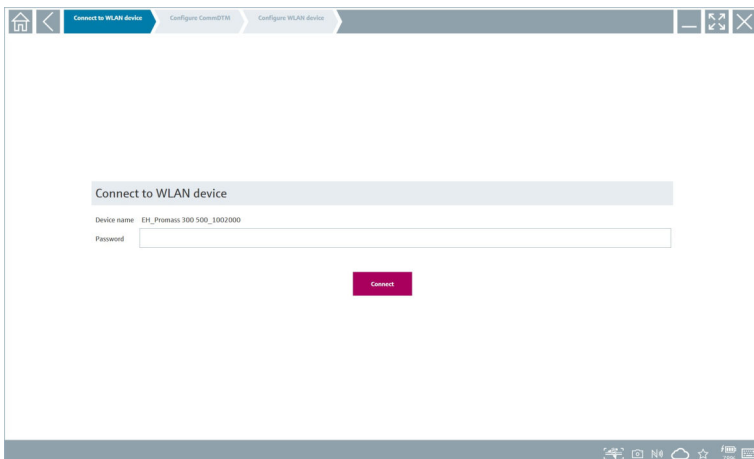 Connect to WLAN device
Configure CommDTM
Configure WLAN device
Connect to WLAN device
Device name EH_Promass 300 500_1002000
Password
Connect